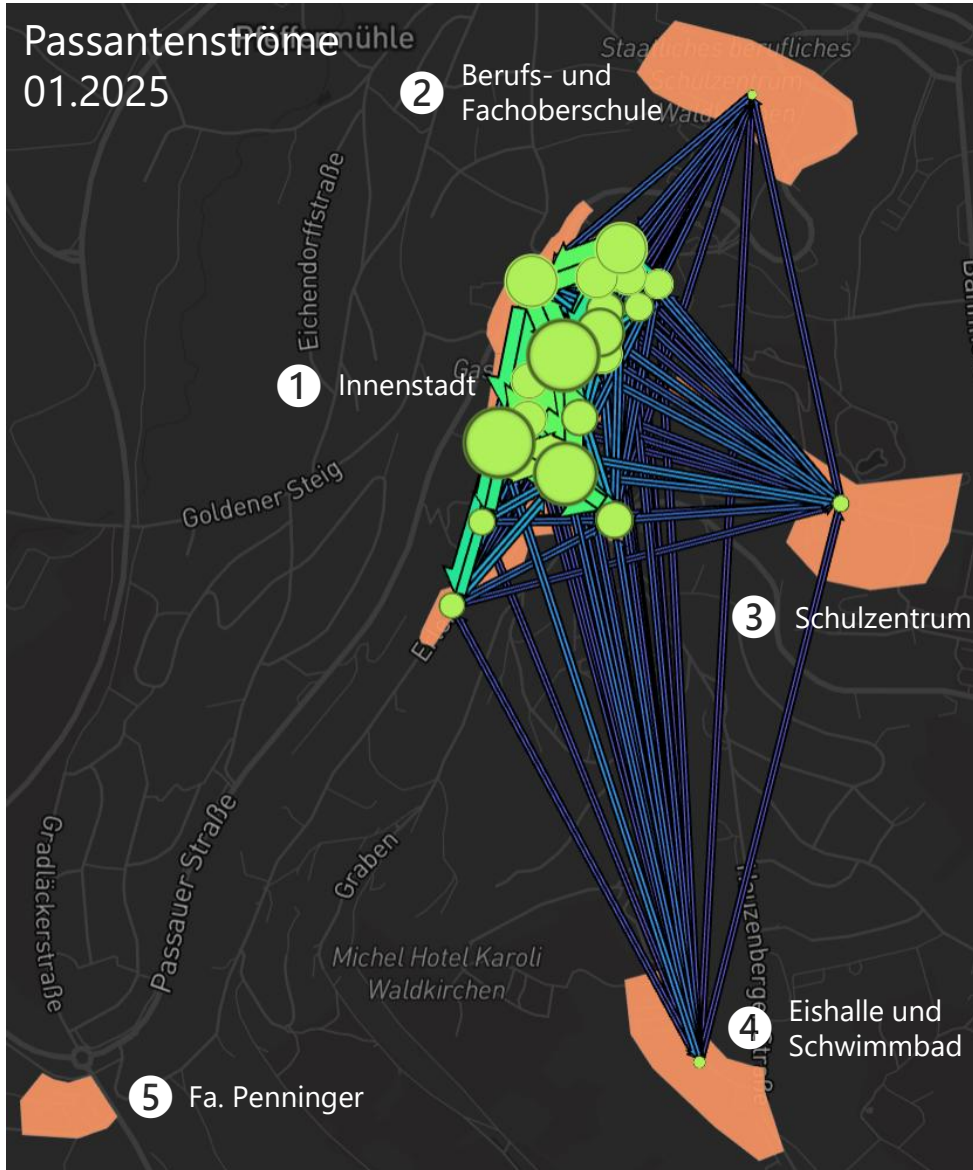 Passantenströme
01.2025
2
Berufs- und
Fachoberschule
Staatliches berufliches
Schulzentrum
Eichendorffstraße
1
Innenstadt
Goldener Steig
3
Schulzentrum
Gradläckerstraße
Passauer Straße
Graben
Michel Hotel Karoli
Waldkirchen
4
Eishalle und
Schwimmbad
5
Fa. Penninger